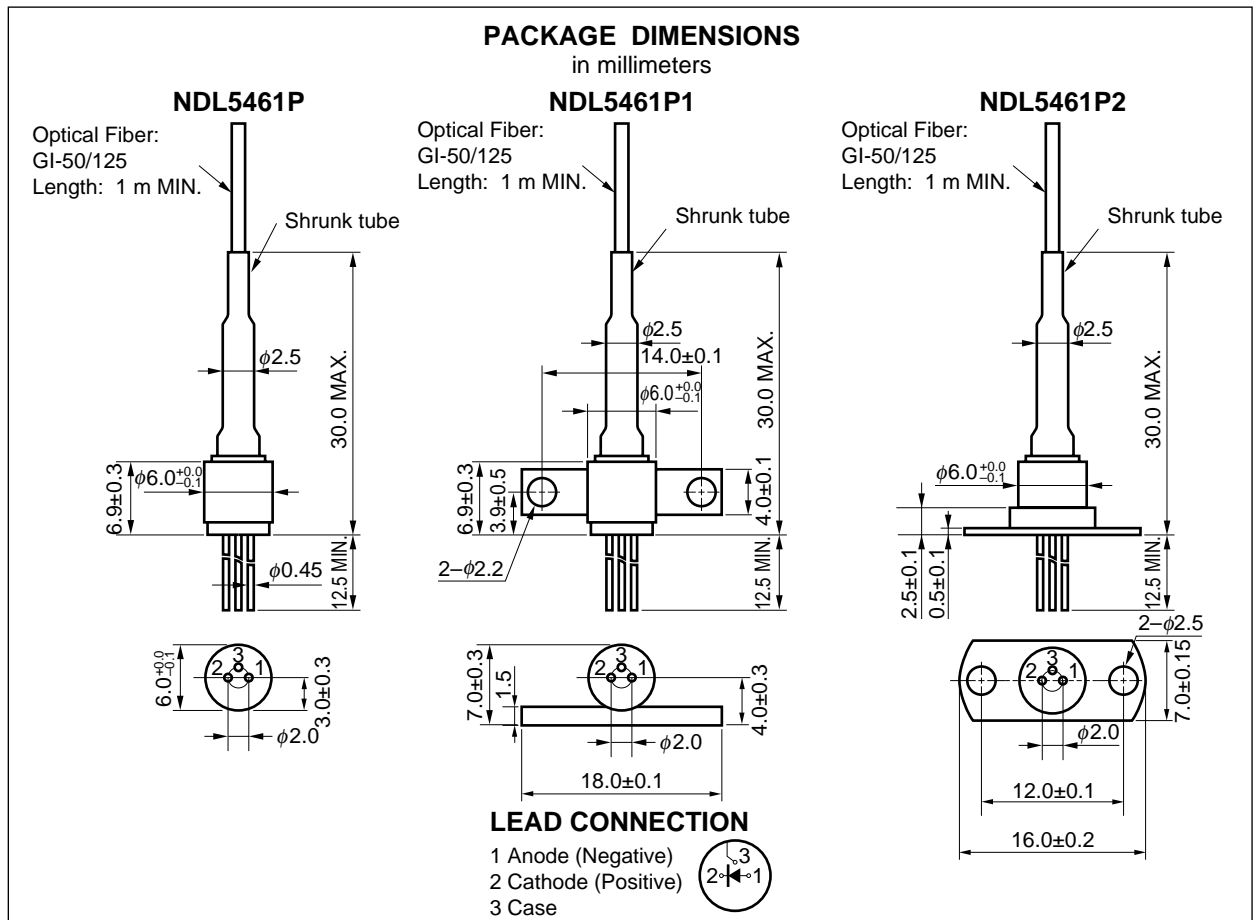 PACKAGE DIMENSIONS
in millimeters
NDL5461P
Optical Fiber:
GI-50/125
Length: 1 m MIN.
Shrunk tube
ϕ2.5
30.0 MAX.
6.9±0.3
ϕ6.0+0.0−0.1
ϕ0.45
12.5 MIN.
6.0+0.0−0.1
2 3 1
3.0±0.3
ϕ2.0
NDL5461P1
Optical Fiber:
GI-50/125
Length: 1 m MIN.
Shrunk tube
ϕ2.5
14.0±0.1
ϕ6.0+0.0−0.1
30.0 MAX.
6.9±0.3
3.9±0.5
4.0±0.1
2−ϕ2.2
12.5 MIN.
7.0±0.3
1.5
2 3 1
4.0±0.3
ϕ2.0
18.0±0.1
NDL5461P2
Optical Fiber:
GI-50/125
Length: 1 m MIN.
Shrunk tube
ϕ2.5
30.0 MAX.
ϕ6.0+0.0−0.1
2.5±0.1
0.5±0.1
12.5 MIN.
2−ϕ2.5
2 3 1
7.0±0.15
ϕ2.0
12.0±0.1
16.0±0.2
LEAD CONNECTION
1 Anode (Negative)
2 Cathode (Positive)
3 Case
3
2 1